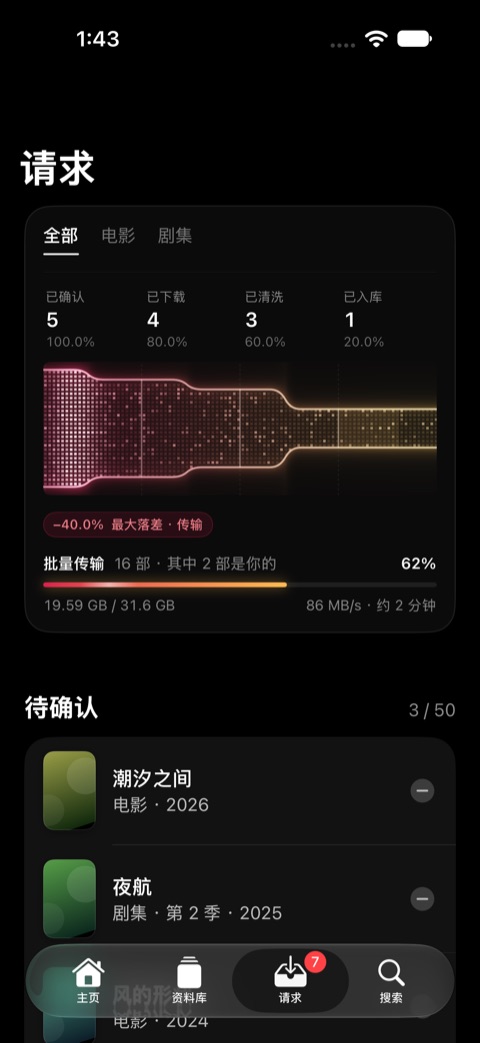 1:43
请求
全部 电影 剧集
已确认 已下载 已清洗 已入库
5 4 3 1
100.0% 80.0% 60.0% 20.0%
-40.0% 最大落差 · 传输
批量传输 16 部 · 其中 2 部是你的 62%
19.59 GB / 31.6 GB 86 MB/s · 约 2 分钟
待确认 3 / 50
潮汐之间
电影 · 2026
夜航
剧集 · 第 2 季 · 2025
风的形
电影 · 2024
7
主页 资料库 请求 搜索